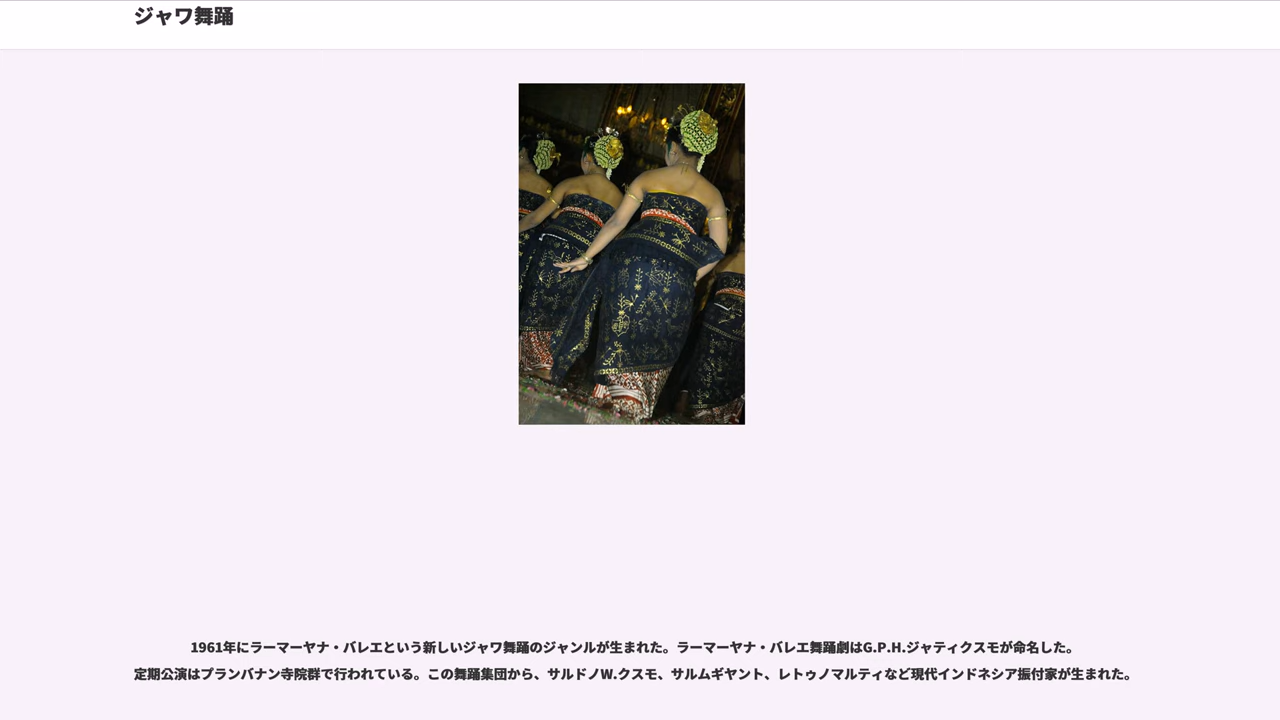 ジャワ舞踊
1961年にラーマーヤナ・バレエという新しいジャワ舞踊のジャンルが生まれた。ラーマーヤナ・バレエ舞踊劇はG.P.H.ジャティクスモが命名した。
定期公演はプランバナン寺院群で行われている。この舞踊集団から、サルドノW.クスモ、サルムギヤント、レトゥノマルティなど現代インドネシア振付家が生まれた。